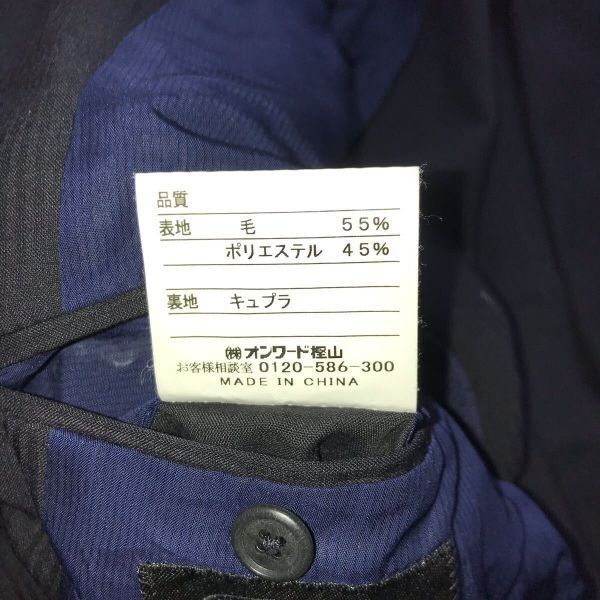 品質
表地 毛 55%
ポリエステル 45%
裏地 キュプラ
㈱オンワード樫山
お客様相談室 0120-586-300
MADE IN CHINA